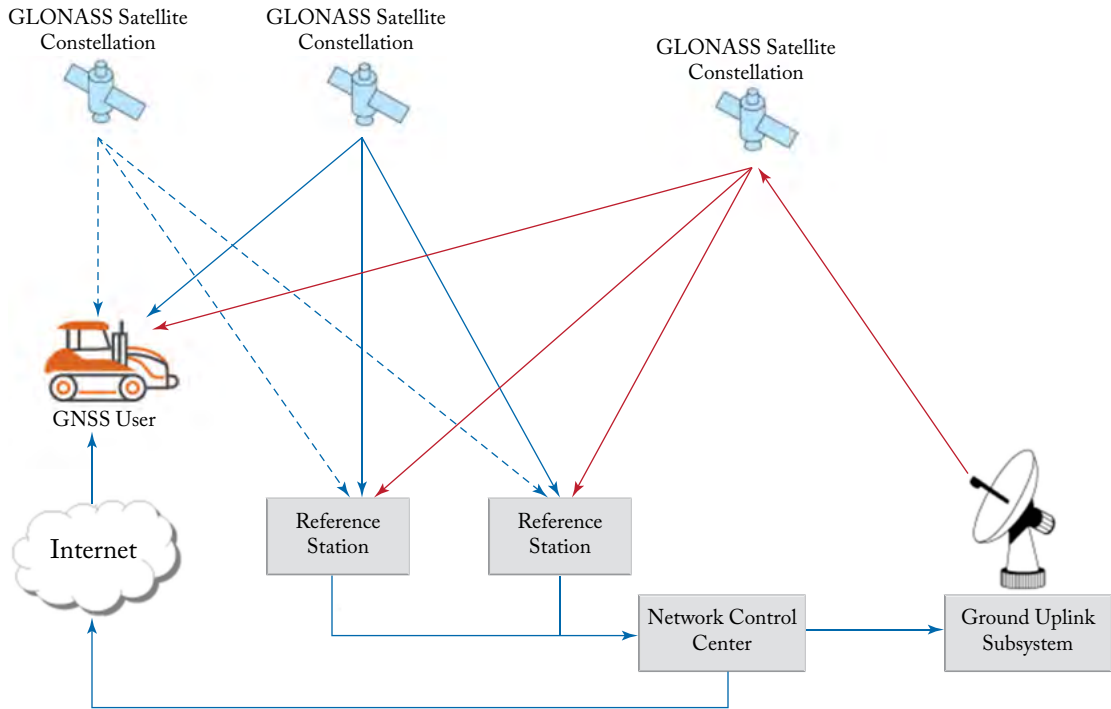 GLONASS Satellite
Constellation
GLONASS Satellite
Constellation
GLONASS Satellite
Constellation
GNSS User
Internet
Reference
Station
Reference
Station
Network Control
Center
Ground Uplink
Subsystem